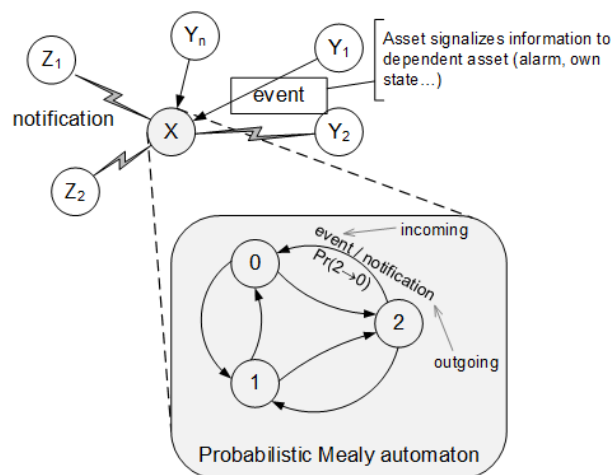 Z1
Yn
Y1
Asset signalizes information to
dependent asset (alarm, own
state…)
event
notification
X
Y2
Z2
incoming
event / notification
Pr(2→0)
0
2
1
outgoing
Probabilistic Mealy automaton